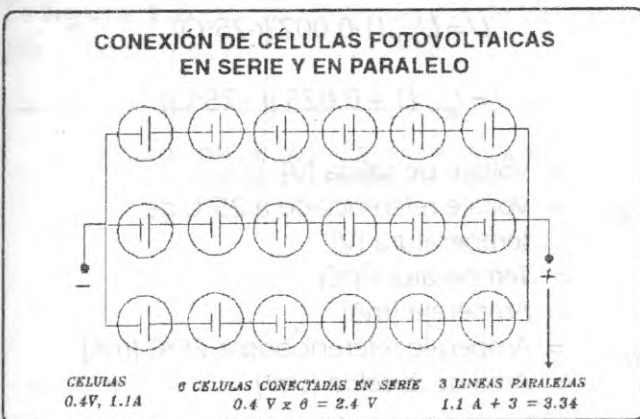 CONEXIÓN DE CÉLULAS FOTOVOLTAICAS
EN SERIE Y EN PARALELO
−
+
CELULAS
0.4V, 1.1A
6 CÉLULAS CONECTADAS EN SERIE
0.4 V x 6 = 2.4 V
3 LINEAS PARALELAS
1.1 A + 3 = 3.34